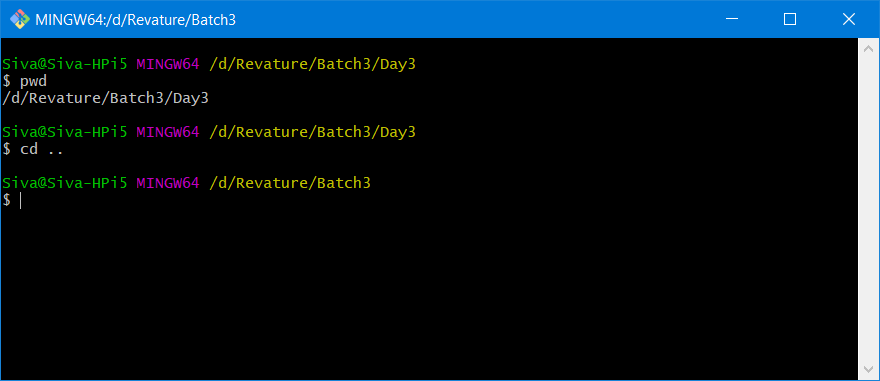 MINGW64:/d/Revature/Batch3
Siva@Siva-HPi5 MINGW64 /d/Revature/Batch3/Day3
$ pwd
/d/Revature/Batch3/Day3
Siva@Siva-HPi5 MINGW64 /d/Revature/Batch3/Day3
$ cd ..
Siva@Siva-HPi5 MINGW64 /d/Revature/Batch3
$